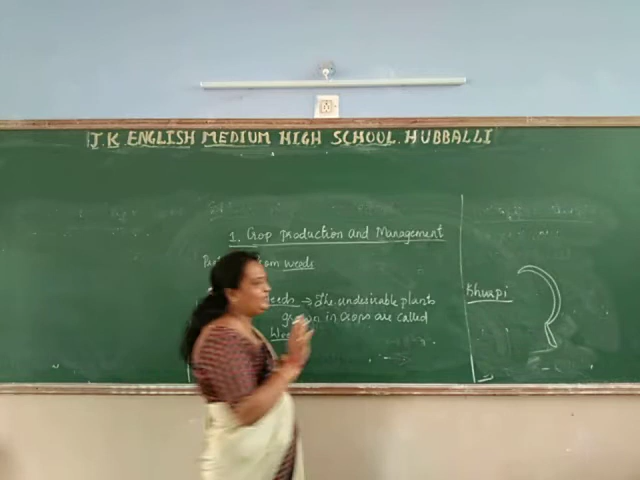 J.K ENGLISH MEDIUM HIGH SCHOOL. HUBBALLI
1. Crop production and Management
weeds
→ The undesirable plants
grown in crops are called
Khurpi